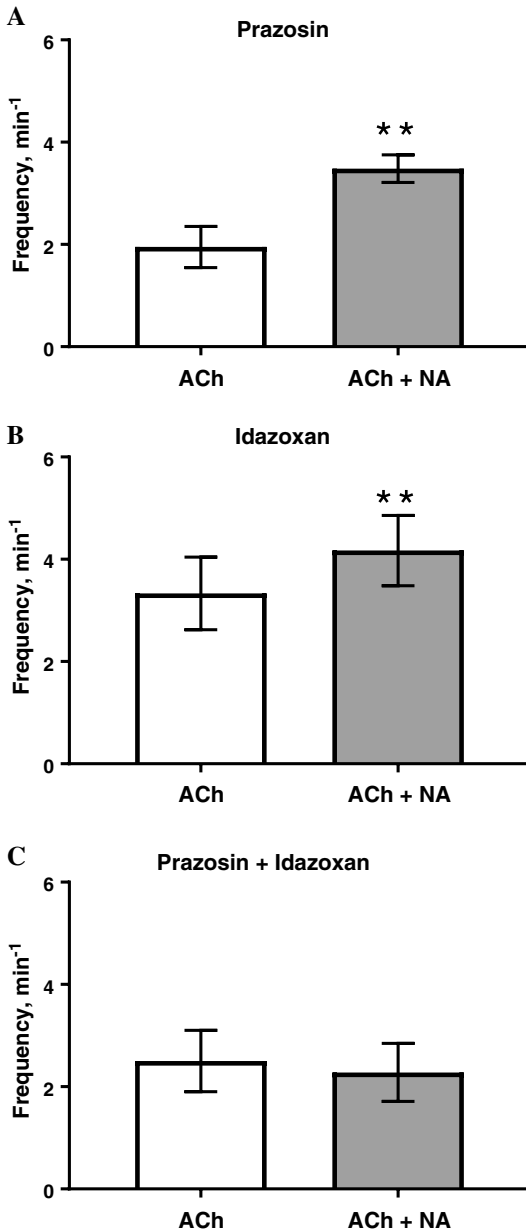 A
Prazosin
6
4
2
0
Frequency, min-1
**
ACh
ACh + NA
B
Idazoxan
6
4
2
0
Frequency, min-1
**
ACh
ACh + NA
C
Prazosin + Idazoxan
6
4
2
0
Frequency, min-1
ACh
ACh + NA